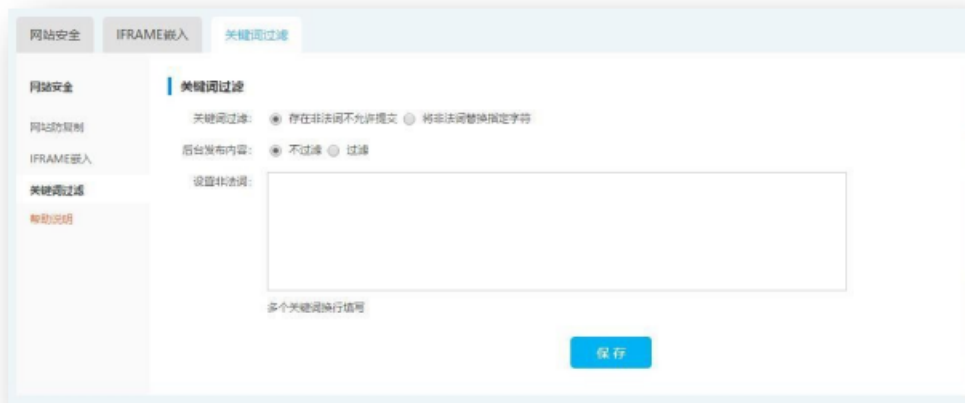 网站安全 IFRAME嵌入 关键词过滤
网站安全
网站防复制
IFRAME嵌入
关键词过滤
帮助说明
关键词过滤
关键词过滤: 存在非法词不允许提交 将非法词替换指定字符
后台发布内容: 不过滤 过滤
设置非法词:
多个关键词换行填写
保存